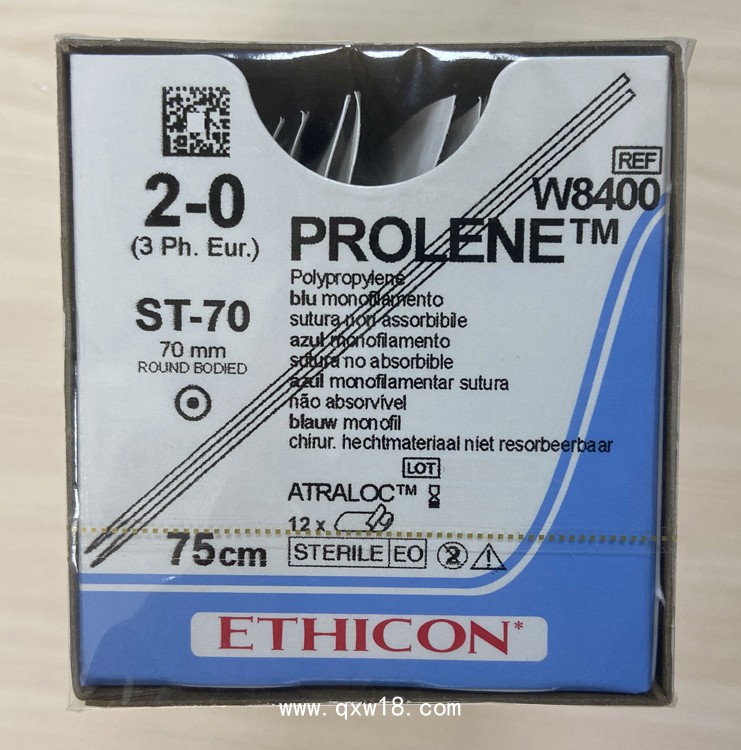 2-0
(3 Ph. Eur.)
ST-70
70 mm
ROUND BODIED
REF
W8400
PROLENE™
Polypropylene
blu monofilamento
sutura non assorbibile
azul monofilamento
sutura no absorbible
azul monofilamentar sutura
não absorvível
blauw monofil
chirur. hechtmateriaal niet resorbeerbaar
LOT
ATRALOC™
12 x
75cm
STERILE EO
2
ETHICON*
www.qxw18.com